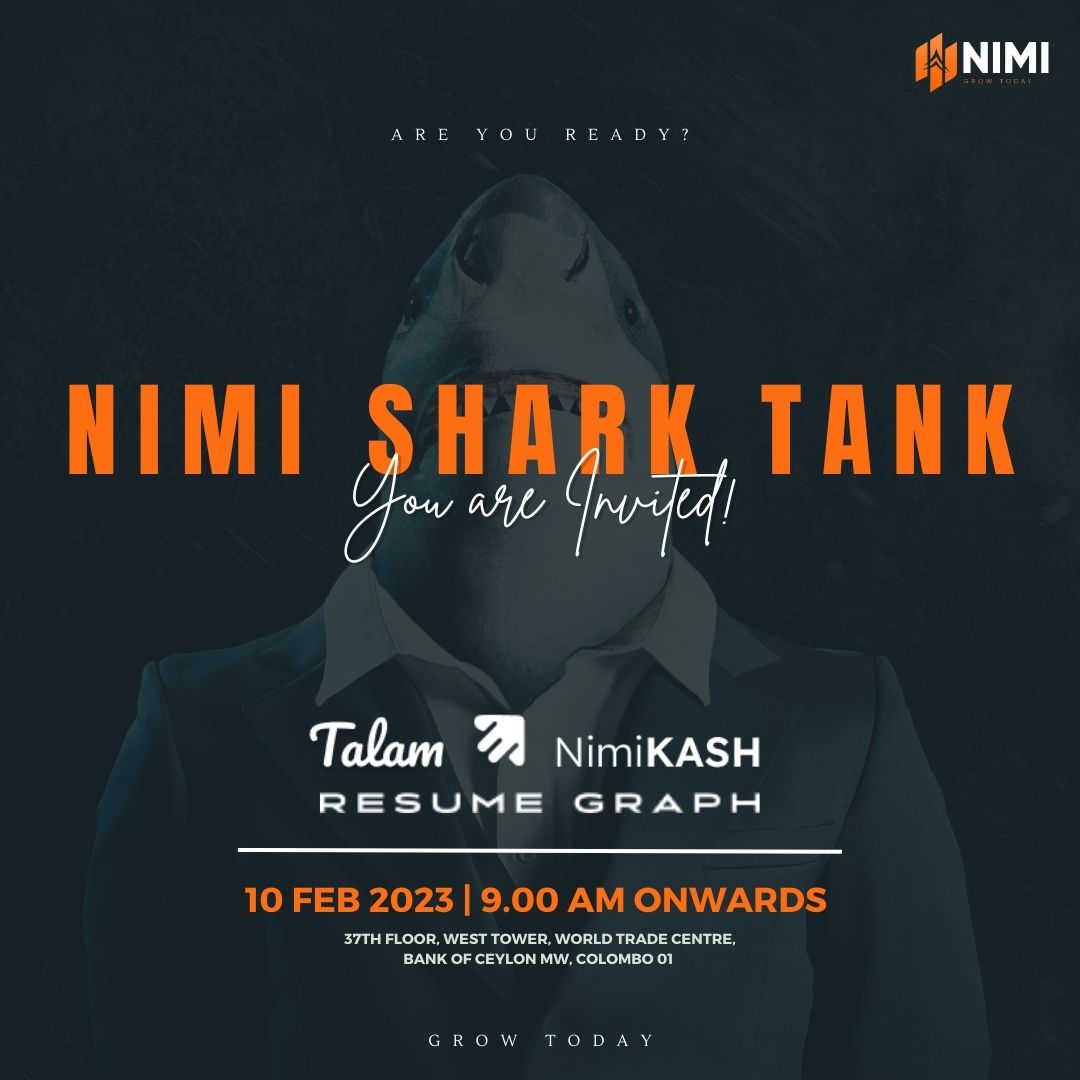 NIMI
GROW TODAY
ARE YOU READY?
NIMI SHARK TANK
You are Invited!
Talam NimiKASH
RESUME GRAPH
10 FEB 2023 | 9.00 AM ONWARDS
37TH FLOOR, WEST TOWER, WORLD TRADE CENTRE,
BANK OF CEYLON MW, COLOMBO 01
GROW TODAY